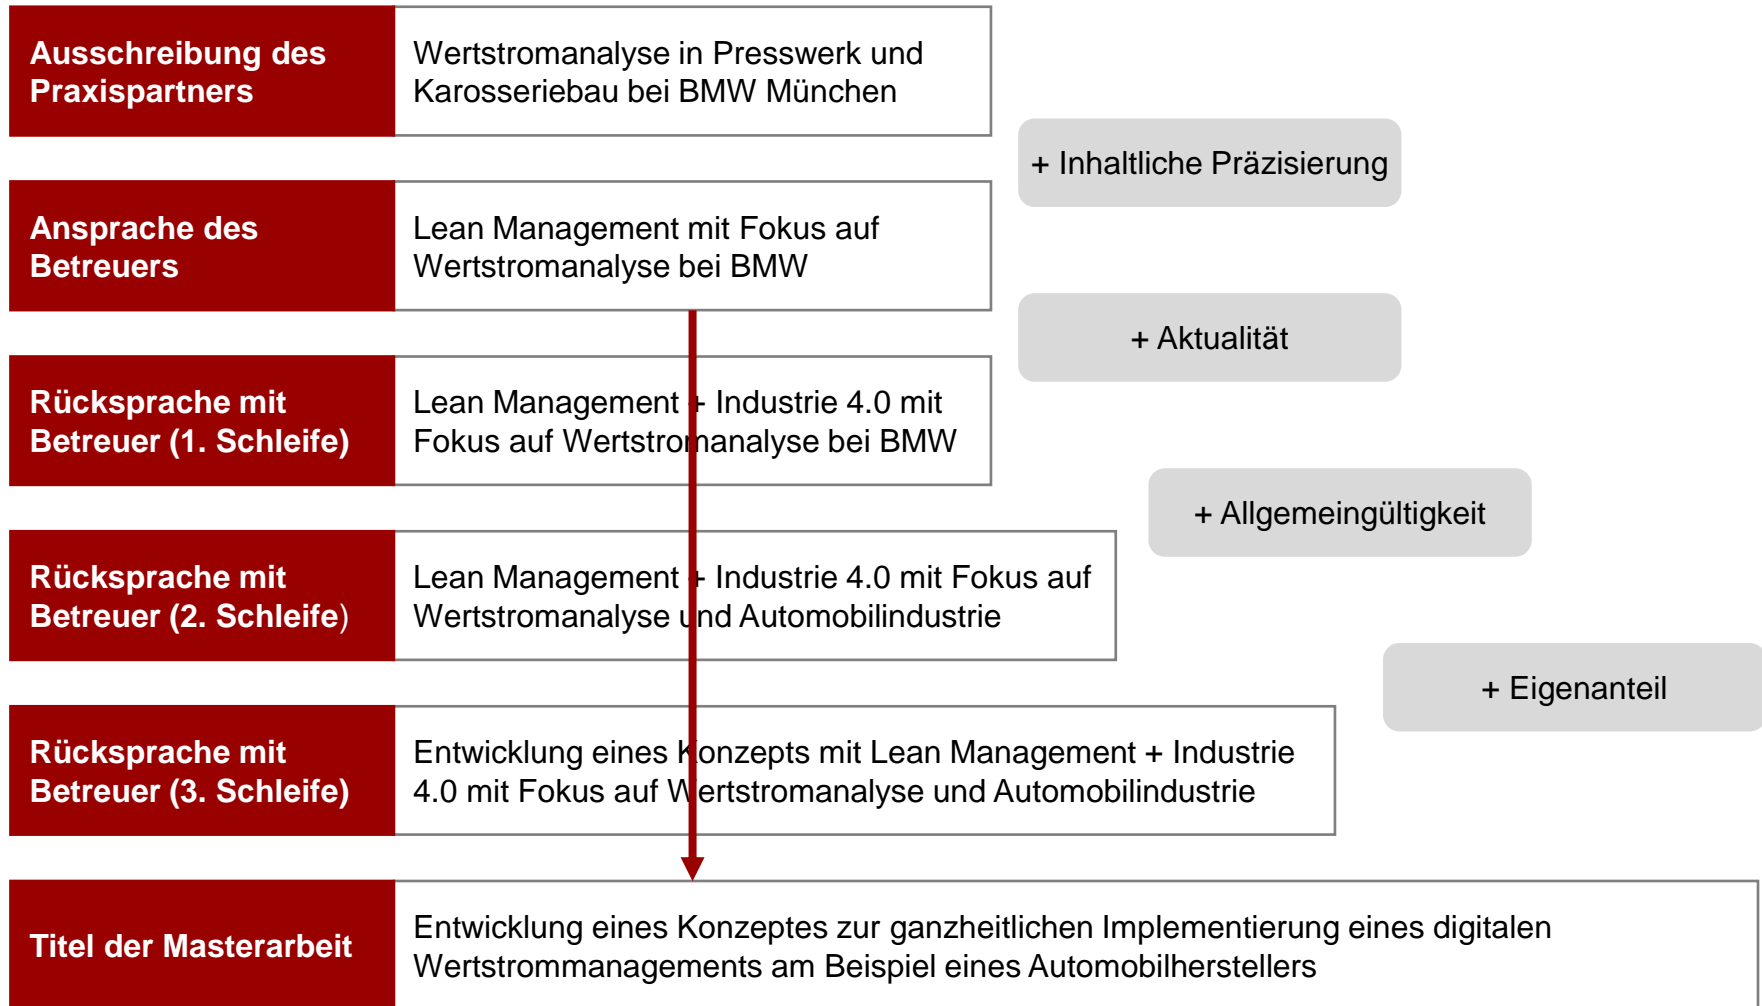 Ausschreibung des
Praxispartners
Wertstromanalyse in Presswerk und
Karosseriebau bei BMW München
+ Inhaltliche Präzisierung
Ansprache des
Betreuers
Lean Management mit Fokus auf
Wertstromanalyse bei BMW
+ Aktualität
Rücksprache mit
Betreuer (1. Schleife)
Lean Management + Industrie 4.0 mit
Fokus auf Wertstromanalyse bei BMW
+ Allgemeingültigkeit
Rücksprache mit
Betreuer (2. Schleife)
Lean Management + Industrie 4.0 mit Fokus auf
Wertstromanalyse und Automobilindustrie
+ Eigenanteil
Rücksprache mit
Betreuer (3. Schleife)
Entwicklung eines Konzepts mit Lean Management + Industrie
4.0 mit Fokus auf Wertstromanalyse und Automobilindustrie
Titel der Masterarbeit
Entwicklung eines Konzeptes zur ganzheitlichen Implementierung eines digitalen
Wertstrommanagements am Beispiel eines Automobilherstellers